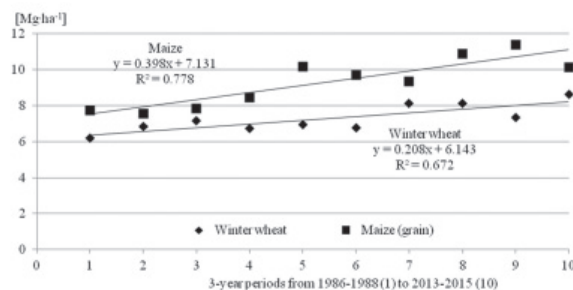 [Mg·ha⁻¹]
14
12
10
8
6
4
2
0
Maize
y = 0.398x + 7.131
R² = 0.778
Winter wheat
y = 0.208x + 6.143
R² = 0.672
◆ Winter wheat ■ Maize (grain)
0 1 2 3 4 5 6 7 8 9 10
3-year periods from 1986-1988 (1) to 2013-2015 (10)